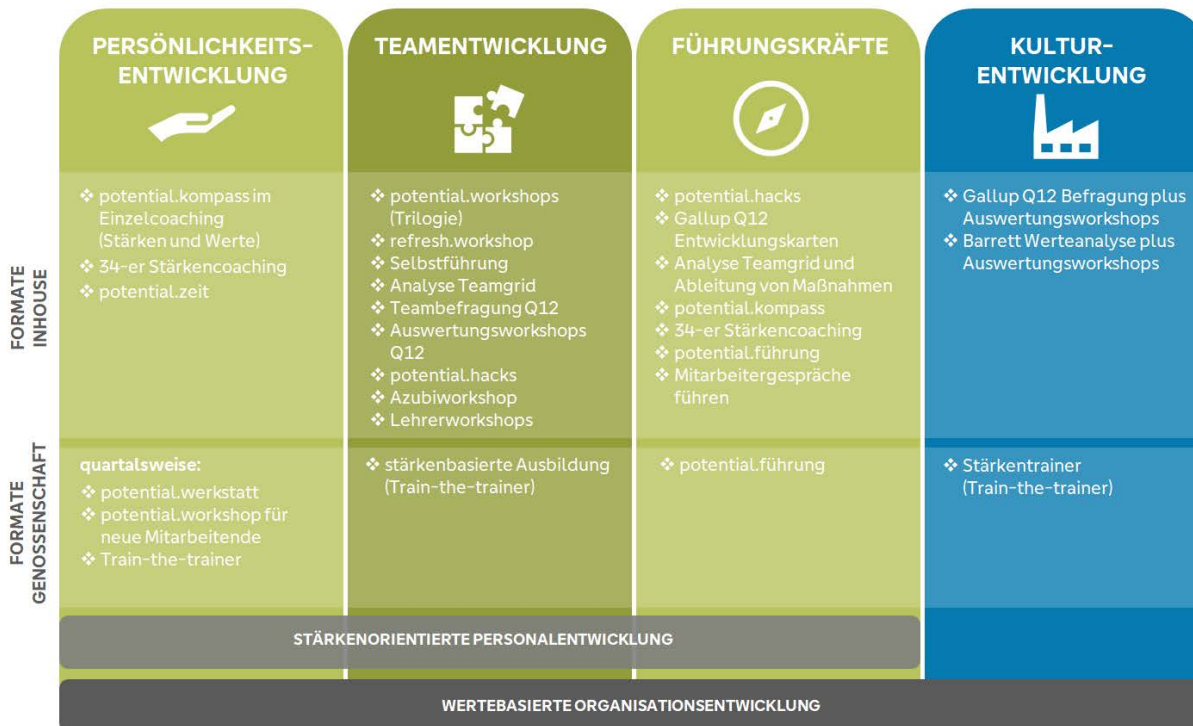 PERSÖNLICHKEITS-
ENTWICKLUNG
TEAMENTWICKLUNG
FÜHRUNGSKRÄFTE
KULTUR-
ENTWICKLUNG
FORMATE
INHOUSE
❖ potential.kompass im
Einzelcoaching
(Stärken und Werte)
❖ 34-er Stärkencoaching
❖ potential.zeit
❖ potential.workshops
(Trilogie)
❖ refresh.workshop
❖ Selbstführung
❖ Analyse Teamgrid
❖ Teambefragung Q12
❖ Auswertungsworkshops
Q12
❖ potential.hacks
❖ Azubiworkshop
❖ Lehrerworkshops
❖ potential.hacks
❖ Gallup Q12
Entwicklungskarten
❖ Analyse Teamgrid und
Ableitung von Maßnahmen
❖ potential.kompass
❖ 34-er Stärkencoaching
❖ potential.führung
❖ Mitarbeitergespräche
führen
❖ Gallup Q12 Befragung plus
Auswertungsworkshops
❖ Barrett Werteanalyse plus
Auswertungsworkshops
FORMATE
GENOSSENSCHAFT
quartalsweise:
❖ potential.werkstatt
❖ potential.workshop für
neue Mitarbeitende
❖ Train-the-trainer
❖ stärkenbasierte Ausbildung
(Train-the-trainer)
❖ potential.führung
❖ Stärkentrainer
(Train-the-trainer)
STÄRKENORIENTIERTE PERSONALENTWICKLUNG
WERTEBASIERTE ORGANISATIONSENTWICKLUNG